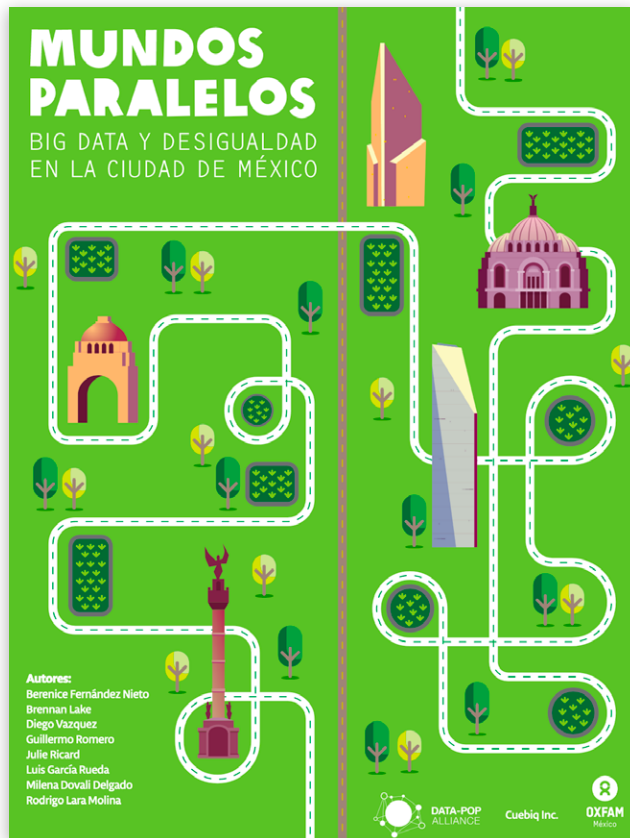 MUNDOS
PARALELOS
BIG DATA Y DESIGUALDAD
EN LA CIUDAD DE MÉXICO
Autores:
Berenice Fernández Nieto
Brennan Lake
Diego Vazquez
Guillermo Romero
Julie Ricard
Luis García Rueda
Milena Dovali Delgado
Rodrigo Lara Molina
DATA-POP
ALLIANCE
Cuebiq Inc.
OXFAM
México